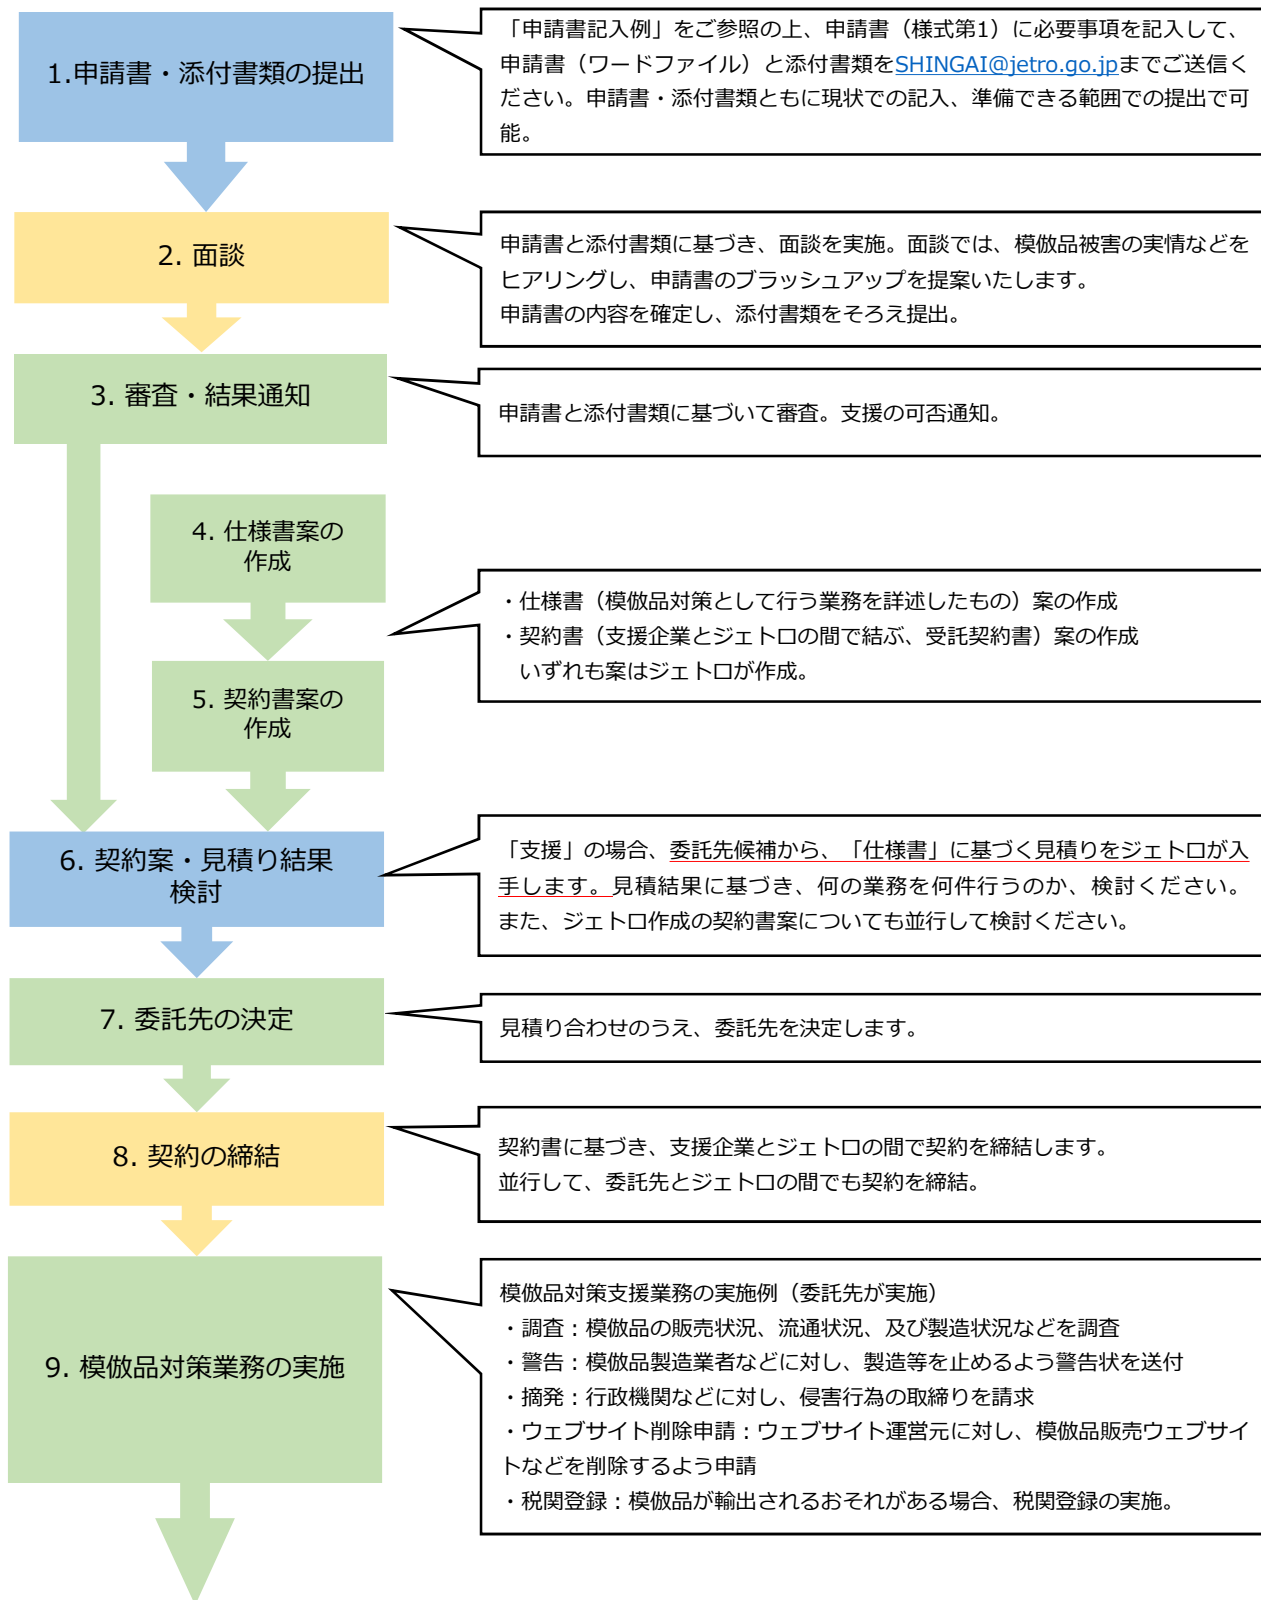 1.申請書・添付書類の提出
「申請書記入例」をご参照の上、申請書（様式第1）に必要事項を記入して、
申請書（ワードファイル）と添付書類をSHINGAI@jetro.go.jpまでご送信く
ださい。申請書・添付書類ともに現状での記入、準備できる範囲での提出で可
能。
2. 面談
申請書と添付書類に基づき、面談を実施。面談では、模倣品被害の実情などを
ヒアリングし、申請書のブラッシュアップを提案いたします。
申請書の内容を確定し、添付書類をそろえ提出。
3. 審査・結果通知
申請書と添付書類に基づいて審査。支援の可否通知。
4. 仕様書案の
作成
・仕様書（模倣品対策として行う業務を詳述したもの）案の作成
・契約書（支援企業とジェトロの間で結ぶ、受託契約書）案の作成
いずれも案はジェトロが作成。
5. 契約書案の
作成
6. 契約案・見積り結果
検討
「支援」の場合、委託先候補から、「仕様書」に基づく見積りをジェトロが入
手します。見積結果に基づき、何の業務を何件行うのか、検討ください。
また、ジェトロ作成の契約書案についても並行して検討ください。
7. 委託先の決定
見積り合わせのうえ、委託先を決定します。
8. 契約の締結
契約書に基づき、支援企業とジェトロの間で契約を締結します。
並行して、委託先とジェトロの間でも契約を締結。
9. 模倣品対策業務の実施
模倣品対策支援業務の実施例（委託先が実施）
・調査：模倣品の販売状況、流通状況、及び製造状況などを調査
・警告：模倣品製造業者などに対し、製造等を止めるよう警告状を送付
・摘発：行政機関などに対し、侵害行為の取締りを請求
・ウェブサイト削除申請：ウェブサイト運営元に対し、模倣品販売ウェブサイ
トなどを削除するよう申請
・税関登録：模倣品が輸出されるおそれがある場合、税関登録の実施。